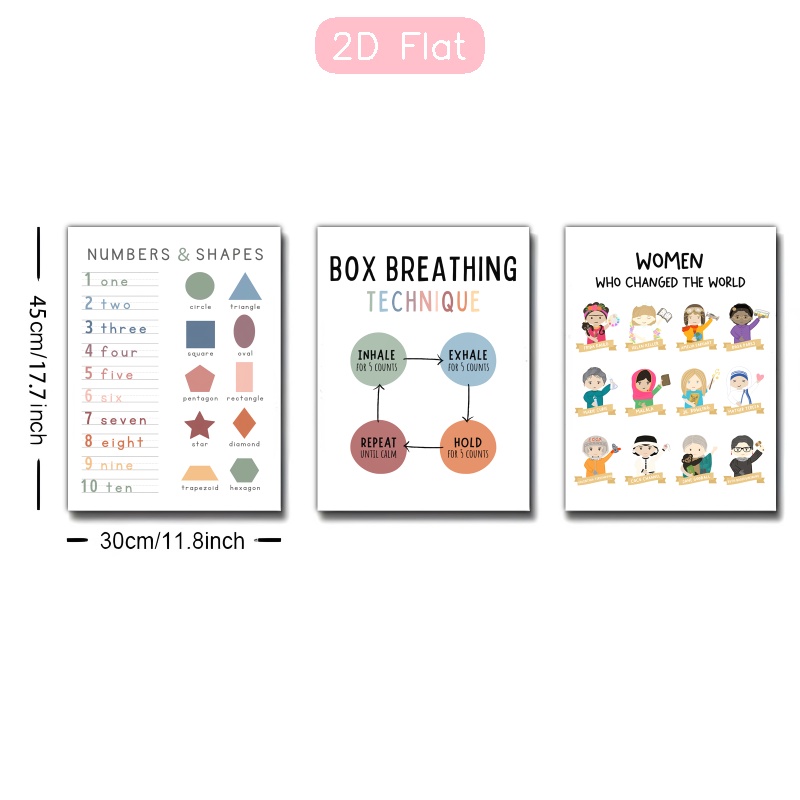 2D Flat
45cm/17.7inch
30cm/11.8inch
NUMBERS & SHAPES
1 one
2 two
3 three
4 four
5 five
6 six
7 seven
8 eight
9 nine
10 ten
circle
triangle
square
oval
pentagon
rectangle
star
diamond
trapezoid
hexagon
BOX BREATHING
TECHNIQUE
INHALE
FOR 5 COUNTS
EXHALE
FOR 5 COUNTS
HOLD
FOR 5 COUNTS
REPEAT
UNTIL CALM
WOMEN
WHO CHANGED THE WORLD